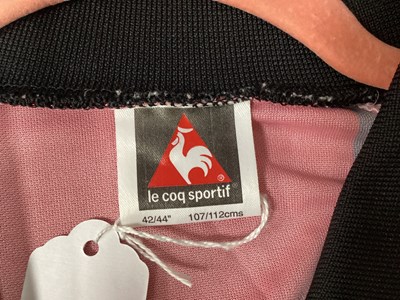 le coq sportif
42/44" 107/112cms